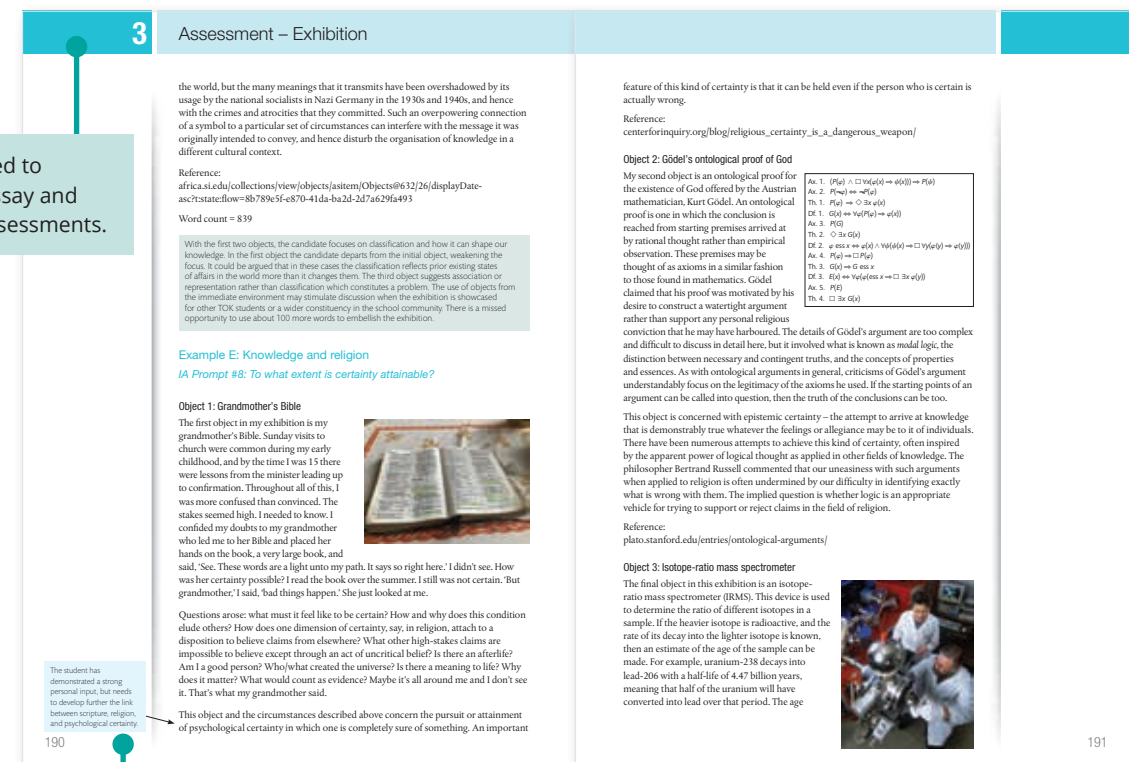 3
Assessment – Exhibition
ed to
say and
sessments.
the world, but the many meanings that it transmits have been overshadowed by its
usage by the national socialists in Nazi Germany in the 1930s and 1940s, and hence
with the crimes and atrocities that they committed. Such an overpowering connection
of a symbol to a particular set of circumstances can interfere with the message it was
originally intended to convey, and hence disturb the organisation of knowledge in a
different cultural context.
Reference:
africa.si.edu/collections/view/objects/asitem/Objects@632/26/displayDate-
asc?t:state:flow=8b789e5f-e870-41da-ba2d-2d7a629fa493
Word count = 839
With the first two objects, the candidate focuses on classification and how it can shape our
knowledge. In the first object the candidate departs from the initial object, weakening the
focus. It could be argued that in these cases the classification reflects prior existing states
of affairs in the world more than it changes them. The third object suggests association or
representation rather than classification which constitutes a problem. The use of objects from
the immediate environment may stimulate discussion when the exhibition is showcased
for other TOK students or a wider constituency in the school community. There is a missed
opportunity to use about 100 more words to embellish the exhibition.
Example E: Knowledge and religion
IA Prompt #8: To what extent is certainty attainable?
Object 1: Grandmother's Bible
The first object in my exhibition is my
grandmother's Bible. Sunday visits to
church were common during my early
childhood, and by the time I was 15 there
were lessons from the minister leading up
to confirmation. Throughout all of this, I
was more confused than convinced. The
stakes seemed high. I needed to know. I
confided my doubts to my grandmother
who led me to her Bible and placed her
hands on the book, a very large book, and
said, 'See. These words are a light unto my path. It says so right here.' I didn't see. How
was her certainty possible? I read the book over the summer. I still was not certain. 'But
grandmother,' I said, 'bad things happen.' She just looked at me.
Questions arose: what must it feel like to be certain? How and why does this condition
elude others? How does one dimension of certainty, say, in religion, attach to a
disposition to believe claims from elsewhere? What other high-stakes claims are
impossible to believe except through an act of uncritical belief? Is there an afterlife?
Am I a good person? Who/what created the universe? Is there a meaning to life? Why
does it matter? What would count as evidence? Maybe it's all around me and I don't see
it. That's what my grandmother said.
This object and the circumstances described above concern the pursuit or attainment
of psychological certainty in which one is completely sure of something. An important
The student has
demonstrated a strong
personal input, but needs
to develop further the link
between scripture, religion,
and psychological certainty.
190
feature of this kind of certainty is that it can be held even if the person who is certain is
actually wrong.
Reference:
centerforinquiry.org/blog/religious_certainty_is_a_dangerous_weapon/
Object 2: Gödel's ontological proof of God
My second object is an ontological proof for
the existence of God offered by the Austrian
mathematician, Kurt Gödel. An ontological
proof is one in which the conclusion is
reached from starting premises arrived at
by rational thought rather than empirical
observation. These premises may be
thought of as axioms in a similar fashion
to those found in mathematics. Gödel
claimed that his proof was motivated by his
desire to construct a watertight argument
rather than support any personal religious
conviction that he may have harboured. The details of Gödel's argument are too complex
and difficult to discuss in detail here, but it involved what is known as modal logic, the
distinction between necessary and contingent truths, and the concepts of properties
and essences. As with ontological arguments in general, criticisms of Gödel's argument
understandably focus on the legitimacy of the axioms he used. If the starting points of an
argument can be called into question, then the truth of the conclusions can be too.
Ax. 1. (P(φ) ∧ □ ∀x(φ(x) ⇒ ψ(x))) ⇒ P(ψ)
Ax. 2. P(¬φ) ⇔ ¬P(φ)
Th. 1. P(φ) ⇒ ◇ ∃x φ(x)
Df. 1. G(x) ⇔ ∀φ(P(φ) ⇒ φ(x))
Ax. 3. P(G)
Th. 2. ◇ ∃x G(x)
Df. 2. φ ess x ⇔ φ(x) ∧ ∀ψ(ψ(x) ⇒ □ ∀y(φ(y) ⇒ ψ(y)))
Ax. 4. P(φ) ⇒ □ P(φ)
Th. 3. G(x) ⇒ G ess x
Df. 3. E(x) ⇔ ∀φ(φ ess x ⇒ □ ∃x φ(y))
Ax. 5. P(E)
Th. 4. □ ∃x G(x)
This object is concerned with epistemic certainty – the attempt to arrive at knowledge
that is demonstrably true whatever the feelings or allegiance may be to it of individuals.
There have been numerous attempts to achieve this kind of certainty, often inspired
by the apparent power of logical thought as applied in other fields of knowledge. The
philosopher Bertrand Russell commented that our uneasiness with such arguments
when applied to religion is often undermined by our difficulty in identifying exactly
what is wrong with them. The implied question is whether logic is an appropriate
vehicle for trying to support or reject claims in the field of religion.
Reference:
plato.stanford.edu/entries/ontological-arguments/
Object 3: Isotope-ratio mass spectrometer
The final object in this exhibition is an isotope-
ratio mass spectrometer (IRMS). This device is used
to determine the ratio of different isotopes in a
sample. If the heavier isotope is radioactive, and the
rate of its decay into the lighter isotope is known,
then an estimate of the age of the sample can be
made. For example, uranium-238 decays into
lead-206 with a half-life of 4.47 billion years,
meaning that half of the uranium will have
converted into lead over that period. The age
191